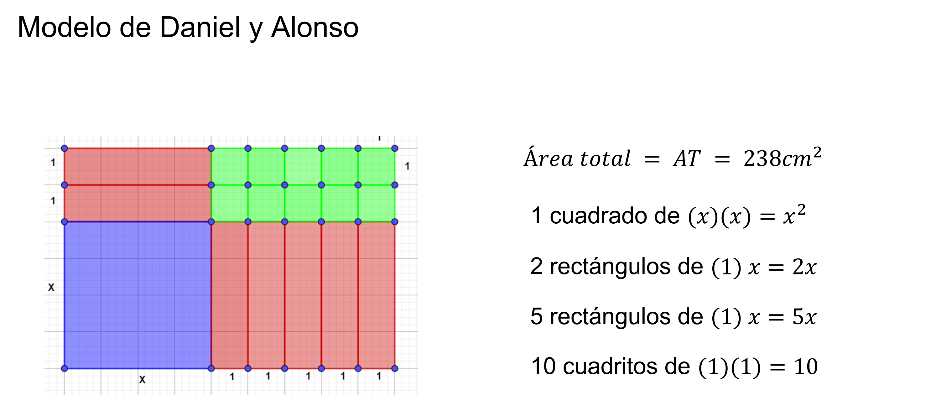 Modelo de Daniel y Alonso
1
1
1
x
x
1
1
1
1
1
Área total = AT = 238cm²
1 cuadrado de (x)(x) = x²
2 rectángulos de (1) x = 2x
5 rectángulos de (1) x = 5x
10 cuadritos de (1)(1) = 10